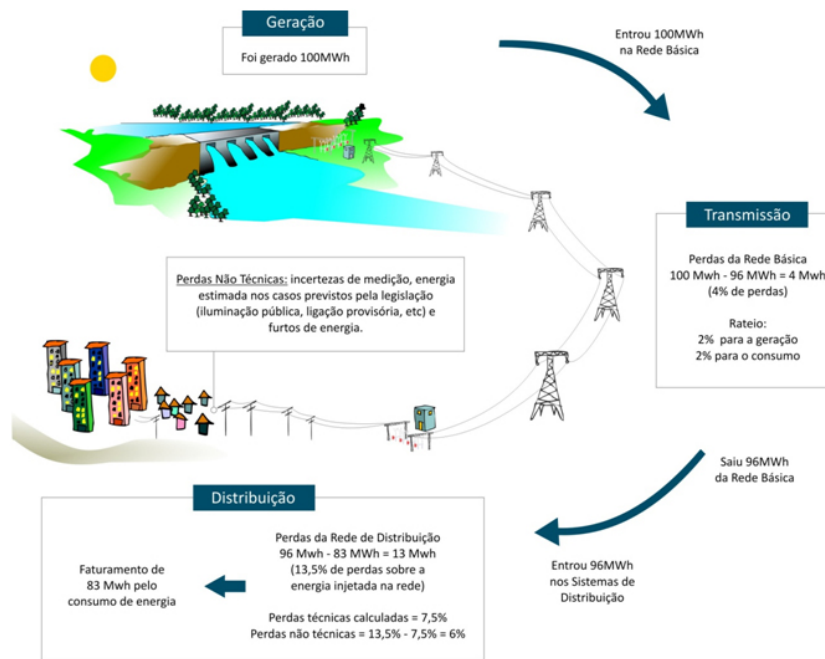 Geração
Foi gerado 100MWh
Entrou 100MWh
na Rede Básica
Transmissão
Perdas da Rede Básica
100 Mwh - 96 MWh = 4 Mwh
(4% de perdas)
Rateio:
2% para a geração
2% para o consumo
Perdas Não Técnicas: incertezas de medição, energia
estimada nos casos previstos pela legislação
(iluminação pública, ligação provisória, etc) e
furtos de energia.
Saiu 96MWh
da Rede Básica
Entrou 96MWh
nos Sistemas de
Distribuição
Distribuição
Perdas da Rede de Distribuição
96 Mwh - 83 MWh = 13 Mwh
(13,5% de perdas sobre a
energia injetada na rede)
Perdas técnicas calculadas = 7,5%
Perdas não técnicas = 13,5% - 7,5% = 6%
Faturamento de
83 Mwh pelo
consumo de energia